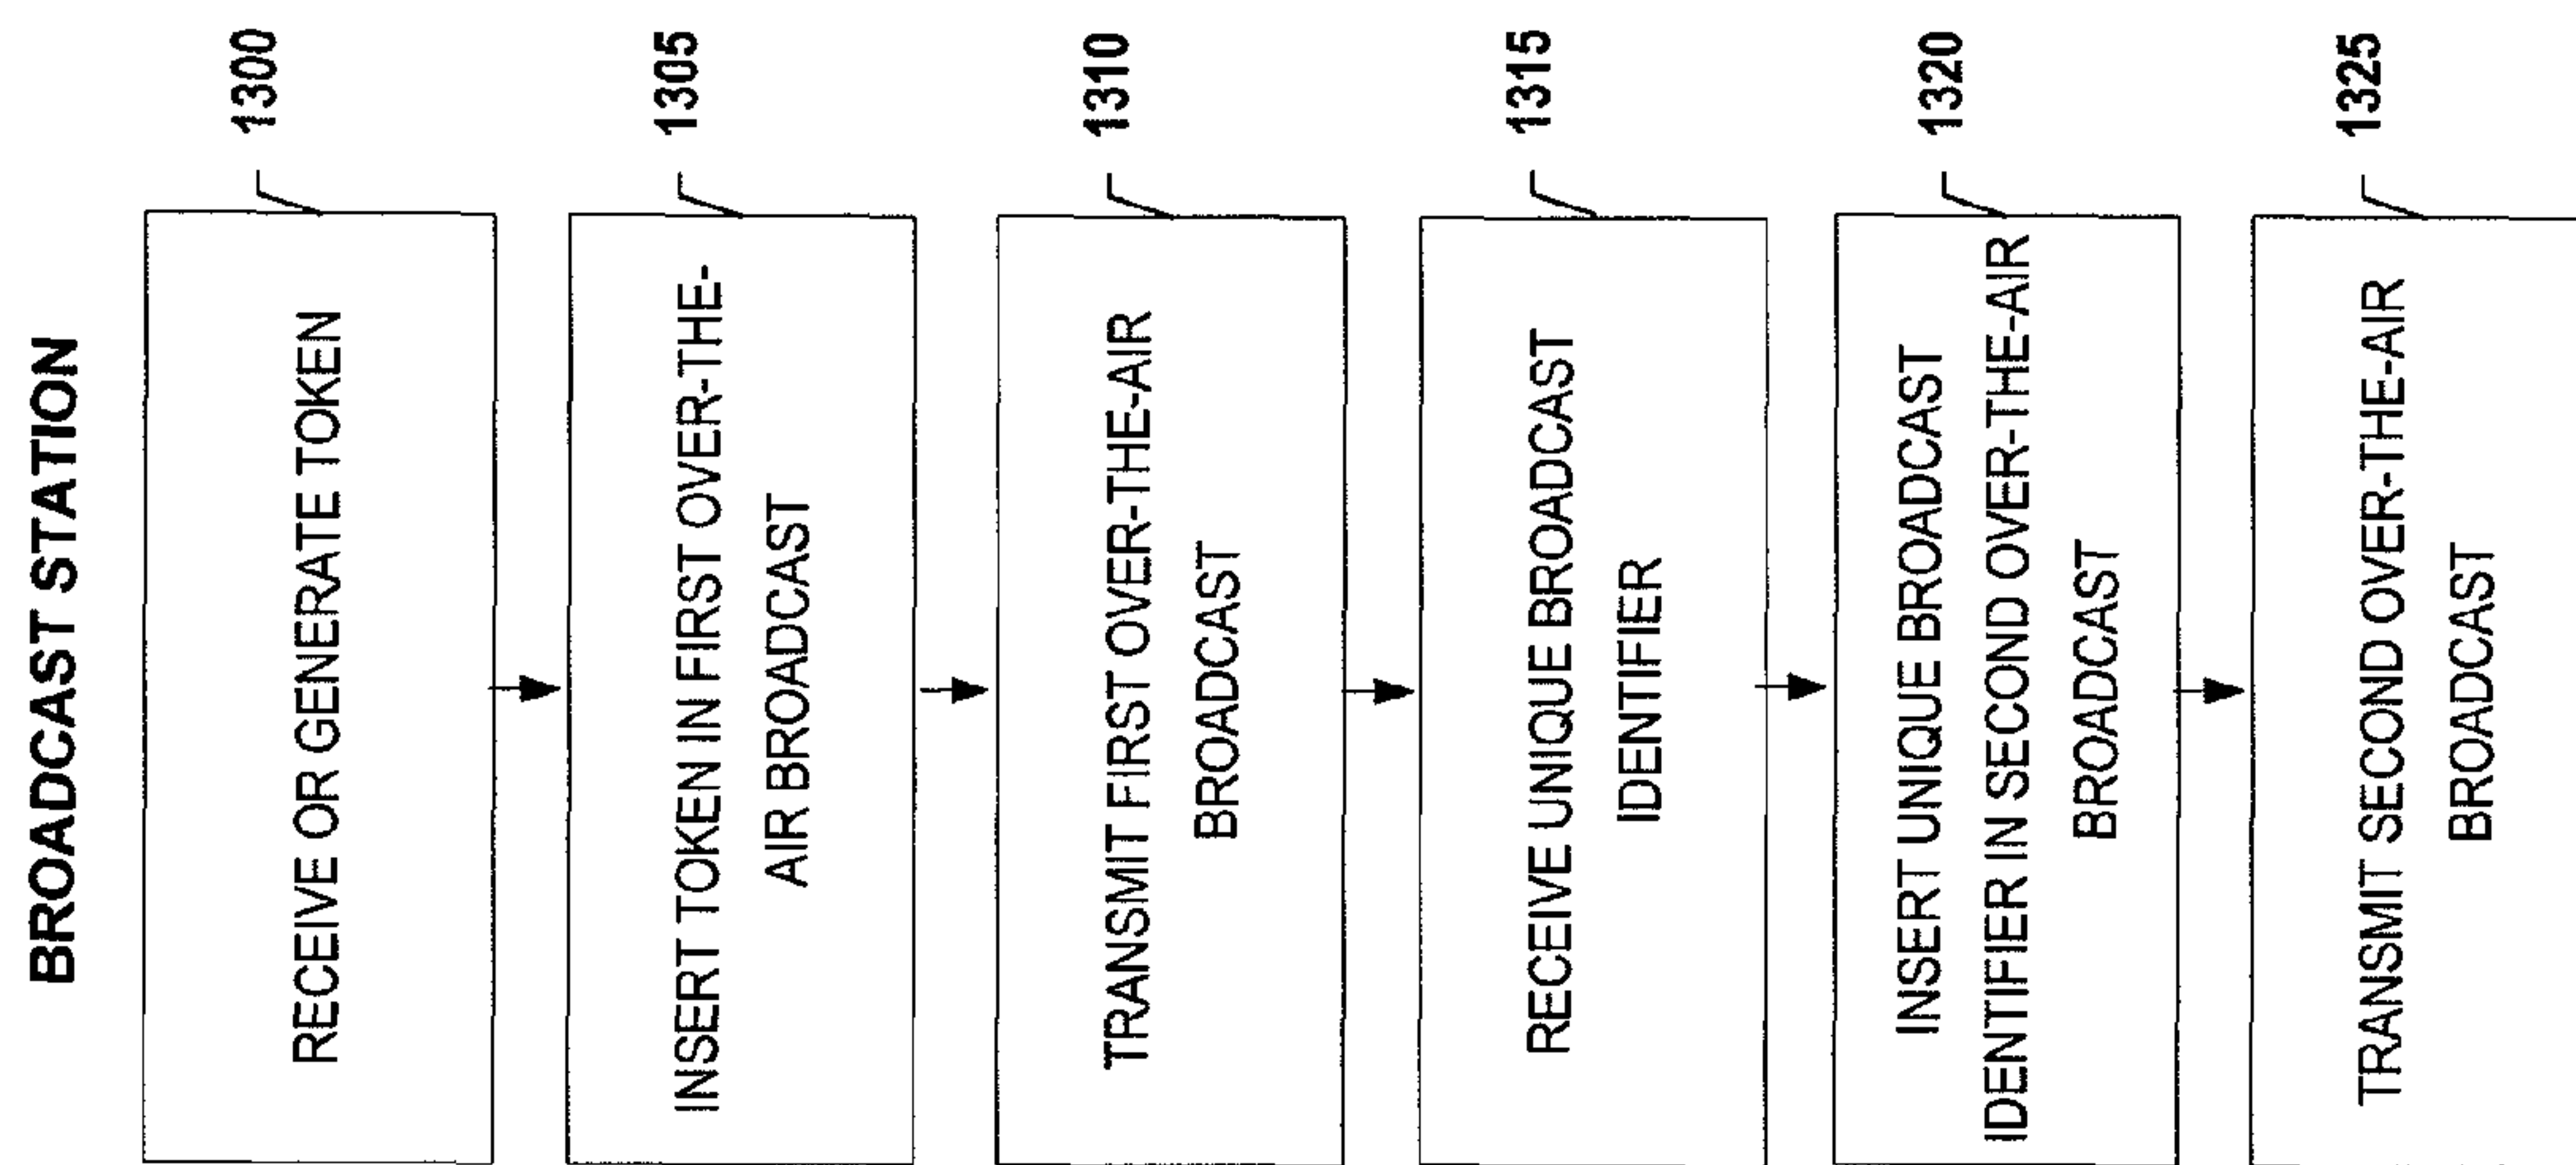 BROADCAST STATION
1300
RECEIVE OR GENERATE TOKEN
1305
INSERT TOKEN IN FIRST OVER-THE-
AIR BROADCAST
1310
TRANSMIT FIRST OVER-THE-AIR
BROADCAST
1315
RECEIVE UNIQUE BROADCAST
IDENTIFIER
1320
INSERT UNIQUE BROADCAST
IDENTIFIER IN SECOND OVER-THE-AIR
BROADCAST
1325
TRANSMIT SECOND OVER-THE-AIR
BROADCAST